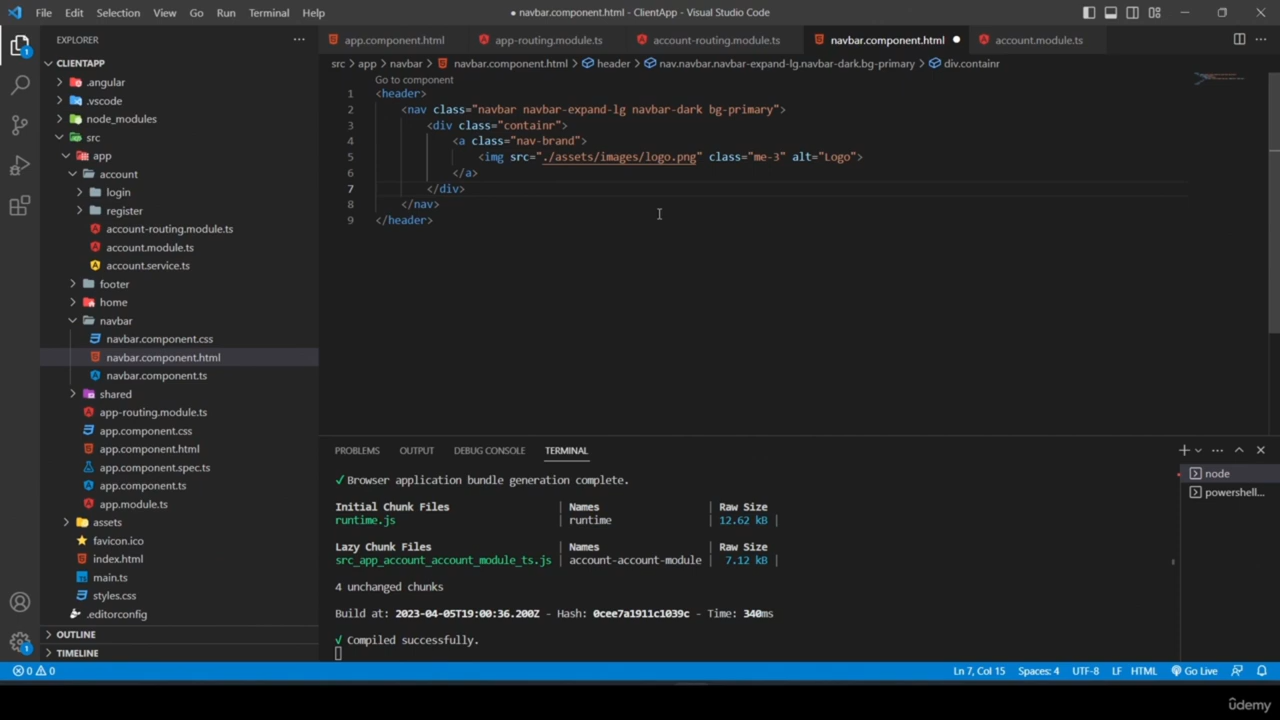 File Edit Selection View Go Run Terminal Help
● navbar.component.html - ClientApp - Visual Studio Code
EXPLORER
app.component.html
app-routing.module.ts
account-routing.module.ts
navbar.component.html
account.module.ts
src > app > navbar > navbar.component.html > header > nav.navbar.navbar-expand-lg.navbar-dark.bg-primary > div.containr
CLIENTAPP
.angular
.vscode
node_modules
src
app
account
login
register
account-routing.module.ts
account.module.ts
account.service.ts
footer
home
navbar
navbar.component.css
navbar.component.html
navbar.component.ts
shared
app-routing.module.ts
app.component.css
app.component.html
app.component.spec.ts
app.component.ts
app.module.ts
assets
favicon.ico
index.html
main.ts
styles.css
.editorconfig
OUTLINE
TIMELINE
1
1
Go to component
1 <header>
2 <nav class="navbar navbar-expand-lg navbar-dark bg-primary">
3 <div class="containr">
4 <a class="nav-brand">
5 <img src="./assets/images/logo.png" class="me-3" alt="Logo">
6 </a>
7 </div>
8 </nav>
9 </header>
PROBLEMS OUTPUT DEBUG CONSOLE TERMINAL
✓ Browser application bundle generation complete.
Initial Chunk Files | Names | Raw Size
runtime.js | runtime | 12.62 kB |
Lazy Chunk Files | Names | Raw Size
src_app_account_account_module_ts.js | account-account-module | 7.12 kB |
4 unchanged chunks
Build at: 2023-04-05T19:00:36.200Z - Hash: 0cee7a1911c1039c - Time: 340ms
✓ Compiled successfully.
node
powershell...
0 0
Ln 7, Col 15 Spaces: 4 UTF-8 LF HTML Go Live
ûdemy